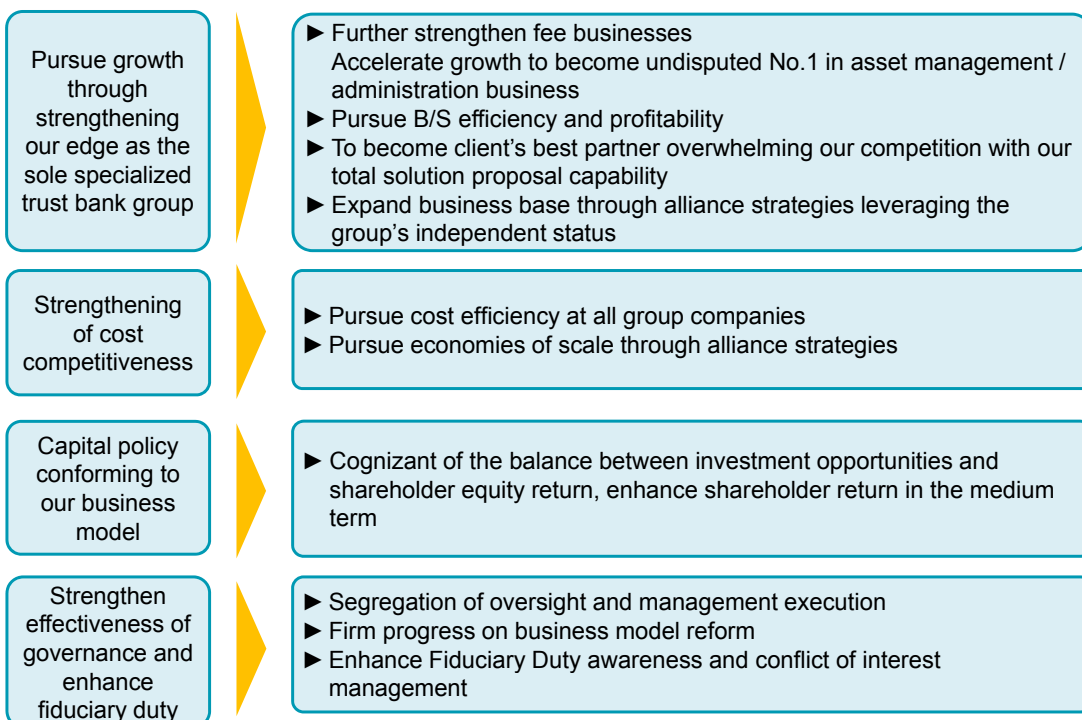 Pursue growth
through
strengthening
our edge as the
sole specialized
trust bank group
► Further strengthen fee businesses
Accelerate growth to become undisputed No.1 in asset management /
administration business
► Pursue B/S efficiency and profitability
► To become client's best partner overwhelming our competition with our
total solution proposal capability
► Expand business base through alliance strategies leveraging the
group's independent status
Strengthening
of cost
competitiveness
► Pursue cost efficiency at all group companies
► Pursue economies of scale through alliance strategies
Capital policy
conforming to
our business
model
► Cognizant of the balance between investment opportunities and
shareholder equity return, enhance shareholder return in the medium
term
Strengthen
effectiveness of
governance and
enhance
fiduciary duty
► Segregation of oversight and management execution
► Firm progress on business model reform
► Enhance Fiduciary Duty awareness and conflict of interest
management